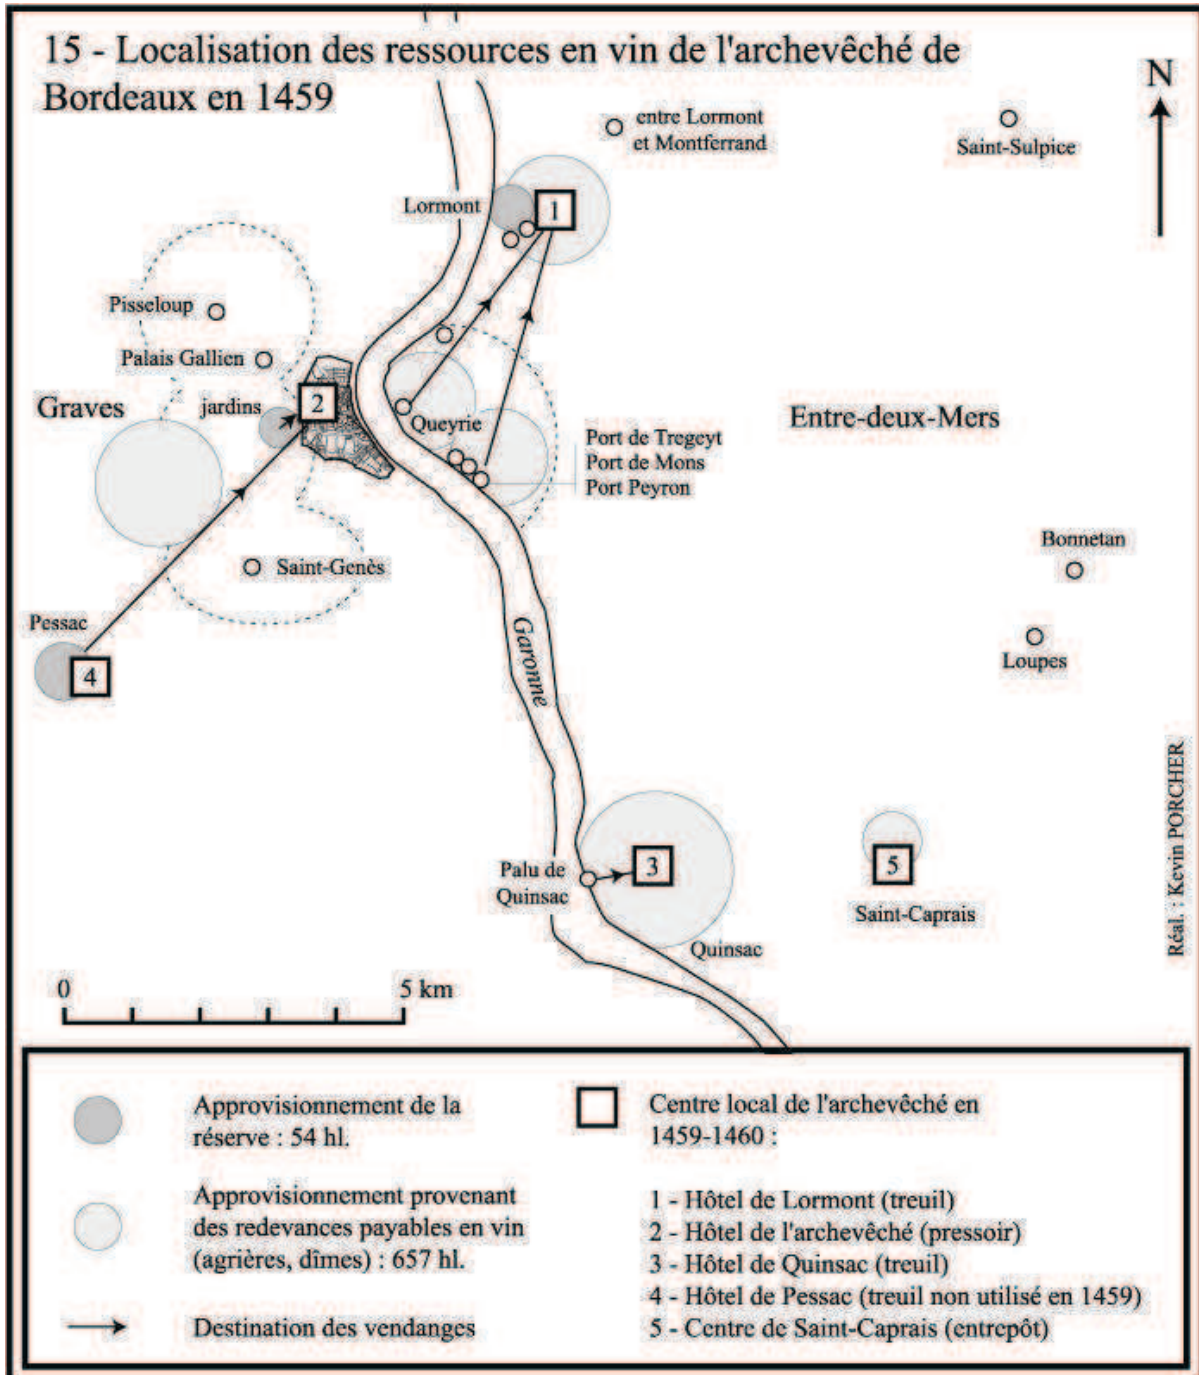 15 - Localisation des ressources en vin de l'archevêché de
Bordeaux en 1459
N
entre Lormont
et Montferrand
Saint-Sulpice
Lormont
1
Pisseloup
Palais Gallien
Graves
jardins
2
Queyrie
Entre-deux-Mers
Port de Tregeyt
Port de Mons
Port Peyron
Bonnetan
Saint-Genès
Pessac
4
Garonne
Loupes
Palu de
Quinsac
3
5
Saint-Caprais
Quinsac
Réal. : Kevin PORCHER
0
5 km
Approvisionnement de la
réserve : 54 hl.
Approvisionnement provenant
des redevances payables en vin
(agrières, dîmes) : 657 hl.
Destination des vendanges
Centre local de l'archevêché en
1459-1460 :
1 - Hôtel de Lormont (treuil)
2 - Hôtel de l'archevêché (pressoir)
3 - Hôtel de Quinsac (treuil)
4 - Hôtel de Pessac (treuil non utilisé en 1459)
5 - Centre de Saint-Caprais (entrepôt)